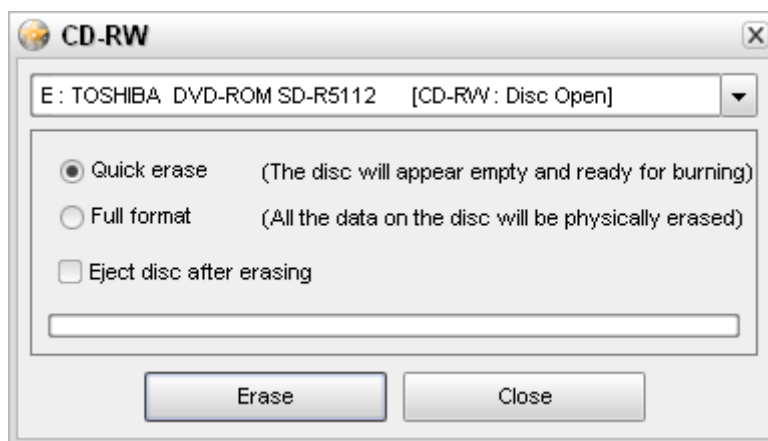 CD-RW
E : TOSHIBA DVD-ROM SD-R5112 [CD-RW : Disc Open]
Quick erase (The disc will appear empty and ready for burning)
Full format (All the data on the disc will be physically erased)
Eject disc after erasing
Erase Close